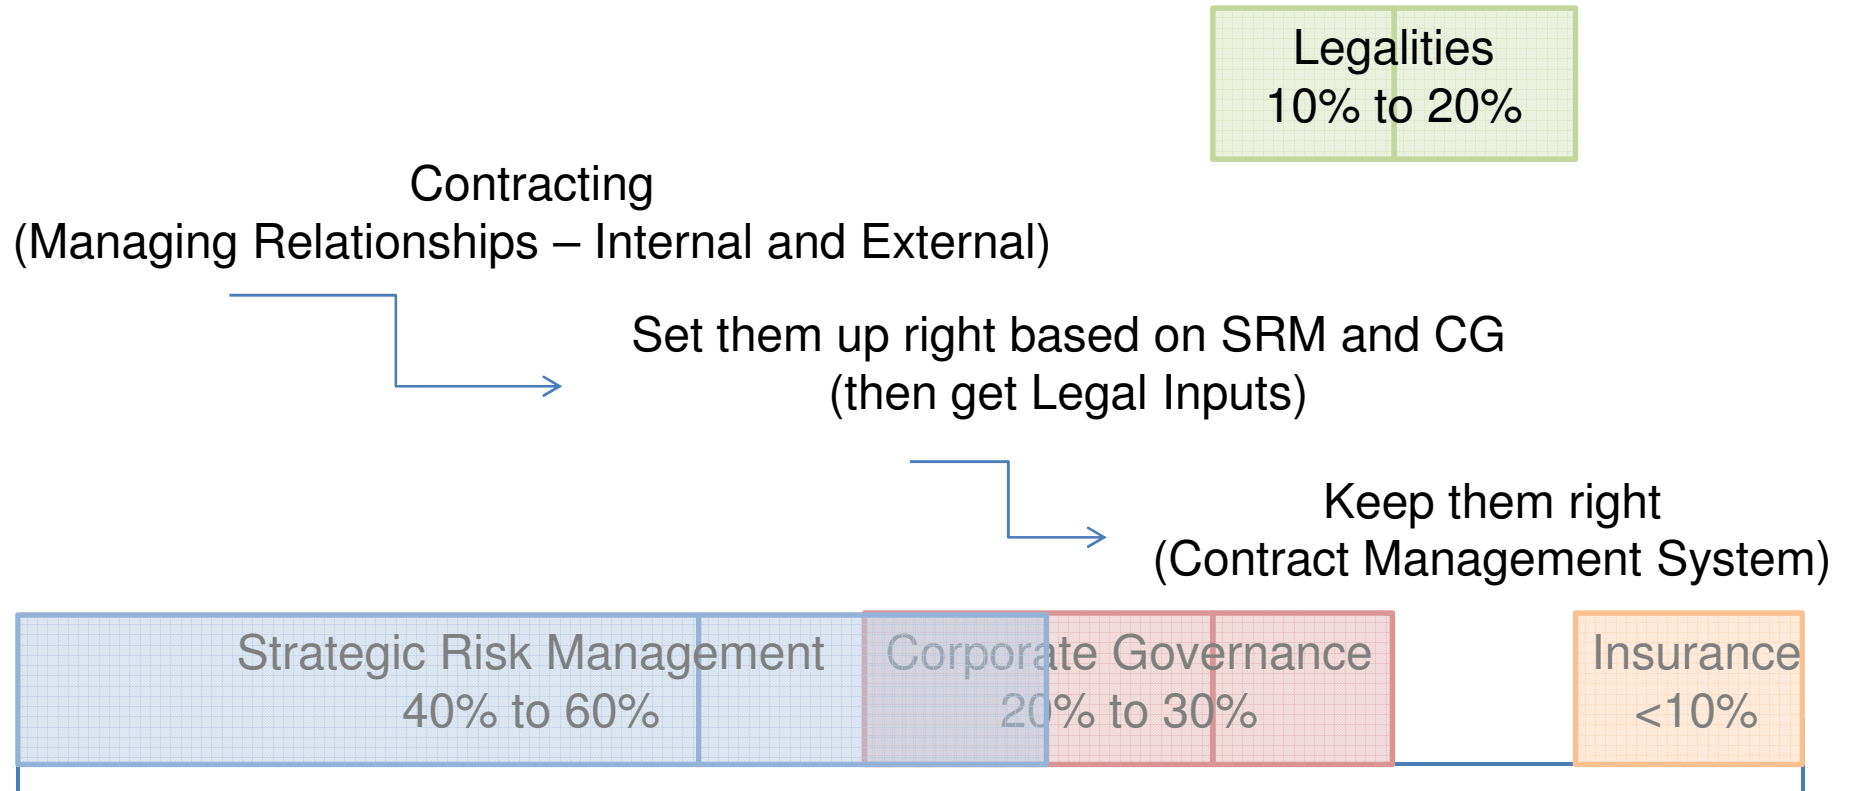 Legalities
10% to 20%
Contracting
(Managing Relationships – Internal and External)
Set them up right based on SRM and CG
(then get Legal Inputs)
Keep them right
(Contract Management System)
Strategic Risk Management
40% to 60%
Corporate Governance
20% to 30%
Insurance
<10%